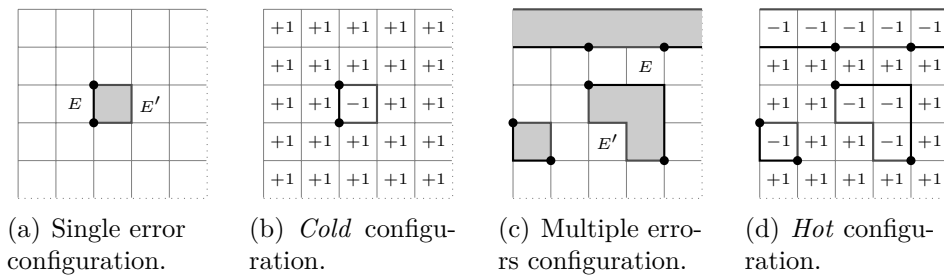 E E′
(a) Single error
configuration.
+1 +1 +1 +1 +1
+1 +1 +1 +1 +1
+1 +1 −1 +1 +1
+1 +1 +1 +1 +1
+1 +1 +1 +1 +1
(b) Cold configu-
ration.
E
E′
(c) Multiple erro-
rs configuration.
−1 −1 −1 −1 −1
+1 +1 +1 +1 +1
+1 +1 −1 −1 +1
−1 +1 +1 −1 +1
+1 +1 +1 +1 +1
(d) Hot configu-
ration.